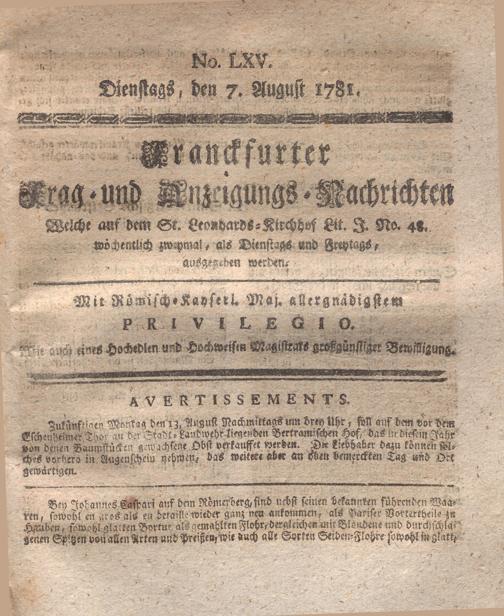 No. LXV.
Dienstags, den 7. August 1781.
Franckfurter
Frag-und Anzeigungs-Nachrichten
Welche auf dem St. Leonhards-Kirchhof Lit. J. No. 48.
wöchentlich zweymal, als Dienstags und Freytags,
ausgegeben werden.
Mit Römisch-Kayserl. Maj. allergnädigstem
PRIVILEGIO.
Wie auch eines Hochedlen und Hochweisen Magistrats großgünstiger Bewilligung.
AVERTISSEMENTS.
Zukünftigen Montag den 13. August Nachmittags um drey Uhr, soll auf dem vor dem
Eschenheimer Thor an der Stadt-Landwehr liegenden Bertramischen Hof, das in diesem Jahr
von denen Baumstücken gewachsene Obst verkauffet werden. Die Liebhaber dazu können sol-
ches vorhero in Augenschein nehmen, das weitere aber an oben bemerckten Tag und Ort
gewärtigen.
Bey Johannes Caspari auf dem Römerberg, sind nebst seinen bekannten führenden Waa-
ren, sowohl en gros als en detaille wieder ganz neu ankommen, als Pariser Vortertheile zu
Hauben, sowohl glatten Bortur als gemahlten Flohr, dergleichen mit Blondene und durchschla-
genen Spitzen von allen Arten und Preißen, wie auch alle Sorten Seiden-Flohre sowohl in glatt,